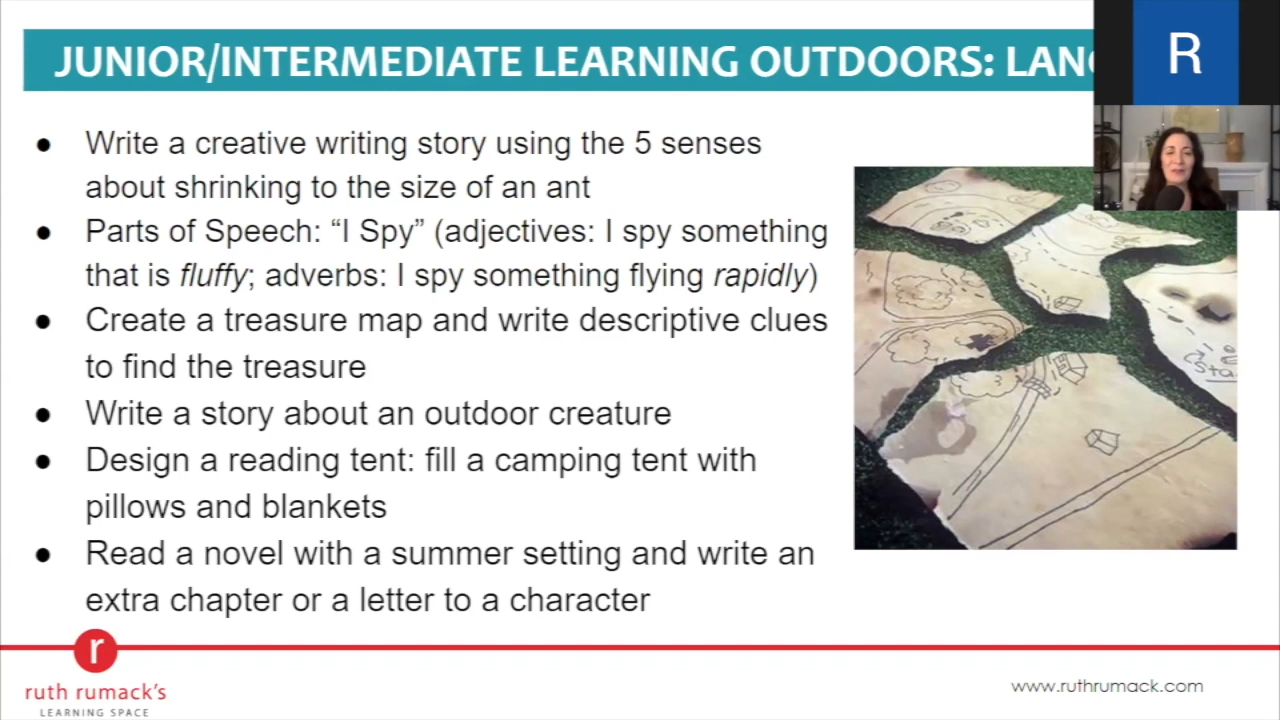 JUNIOR/INTERMEDIATE LEARNING OUTDOORS:
R
● Write a creative writing story using the 5 senses
about shrinking to the size of an ant
● Parts of Speech: “I Spy” (adjectives: I spy something
that is fluffy; adverbs: I spy something flying rapidly)
● Create a treasure map and write descriptive clues
to find the treasure
● Write a story about an outdoor creature
● Design a reading tent: fill a camping tent with
pillows and blankets
● Read a novel with a summer setting and write an
extra chapter or a letter to a character
r
ruth rumack's
LEARNING SPACE
www.ruthrumack.com